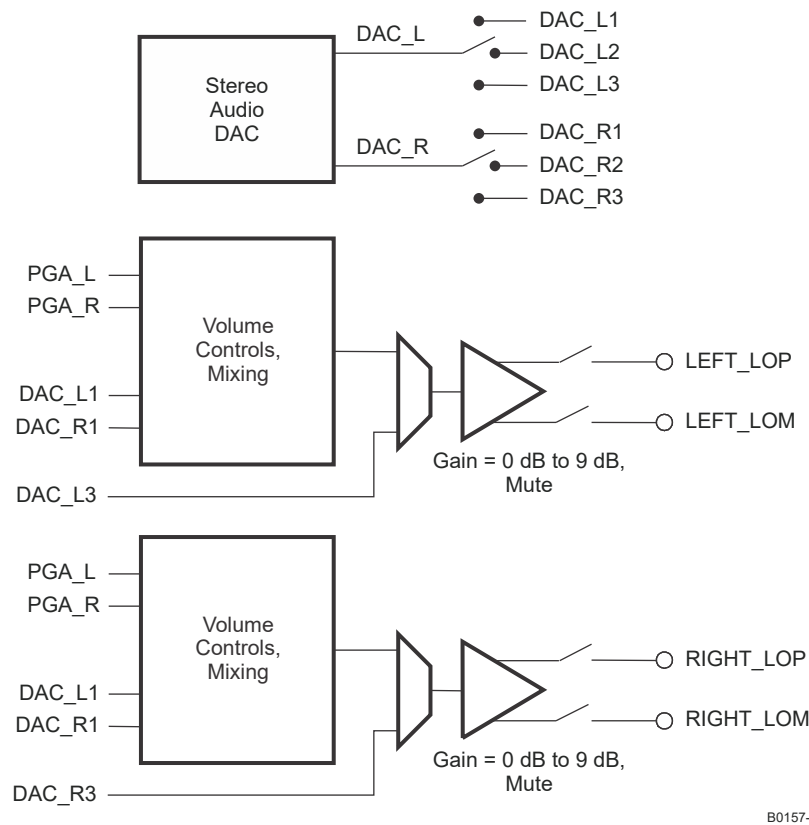 DAC_L
DAC_L1
DAC_L2
DAC_L3
Stereo
Audio
DAC
DAC_R
DAC_R1
DAC_R2
DAC_R3
PGA_L
PGA_R
DAC_L1
DAC_R1
Volume
Controls,
Mixing
LEFT_LOP
LEFT_LOM
Gain = 0 dB to 9 dB,
Mute
DAC_L3
PGA_L
PGA_R
DAC_L1
DAC_R1
Volume
Controls,
Mixing
RIGHT_LOP
RIGHT_LOM
Gain = 0 dB to 9 dB,
Mute
DAC_R3
B0157-